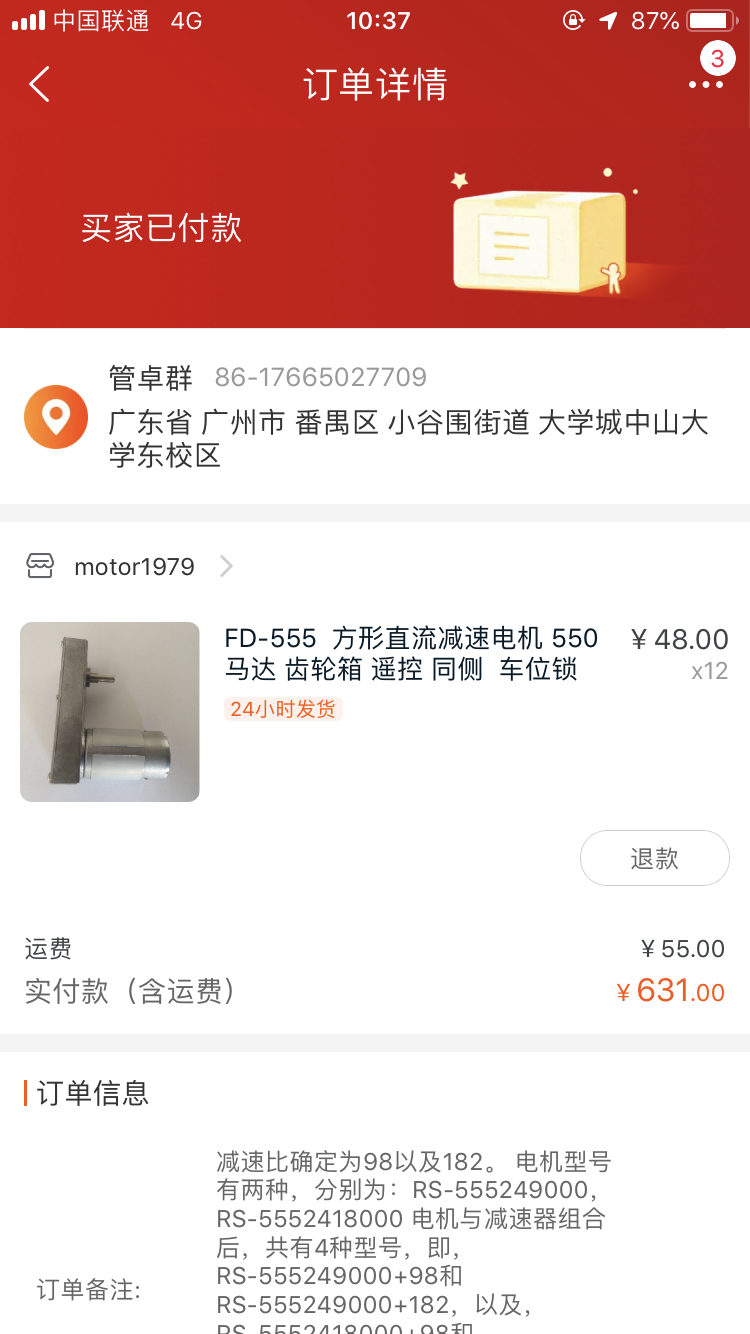 中国联通 4G 10:37 87%
3
订单详情
买家已付款
管卓群 86-17665027709
广东省 广州市 番禺区 小谷围街道 大学城中山大
学东校区
motor1979
FD-555 方形直流减速电机 550 ¥ 48.00
马达 齿轮箱 遥控 同侧 车位锁 x12
24小时发货
退款
运费 ¥ 55.00
实付款（含运费） ¥ 631.00
订单信息
减速比确定为98以及182。 电机型号
有两种，分别为：RS-555249000，
RS-5552418000 电机与减速器组合
后，共有4种型号，即，
RS-555249000+98和
订单备注:
RS-555249000+182，以及，
RS-5552418000+98和